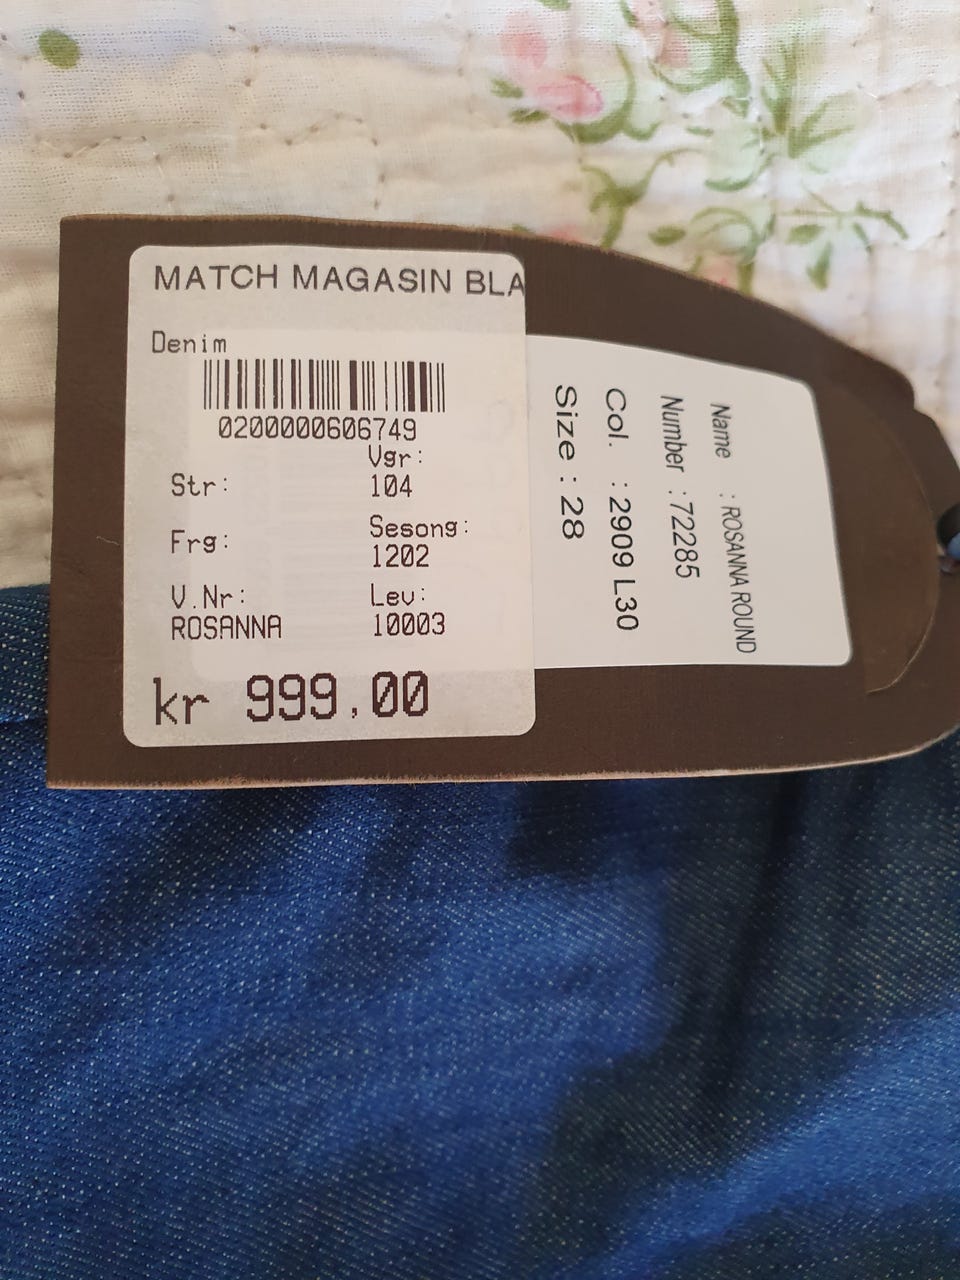 MATCH MAGASIN BLA
Denim
0200000606749
Vgr:
Str: 104
Frg: Sesong:
1202
V.Nr: Lev:
ROSANNA 10003
kr 999,00
Name : ROSANNA ROUND
Number : 72285
Col. : 2909 L30
Size : 28